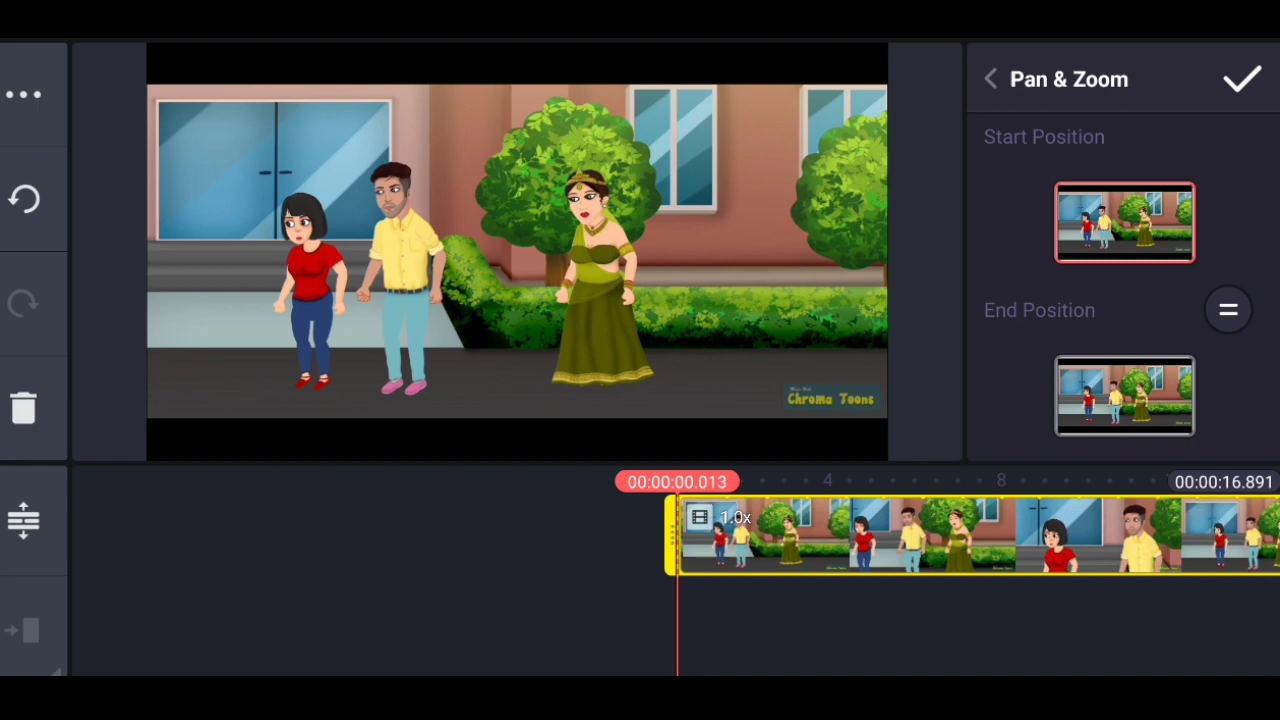 Pan & Zoom
Start Position
End Position
Chroma Toons
00:00:00.013
4
8
00:00:16.891
1.0x